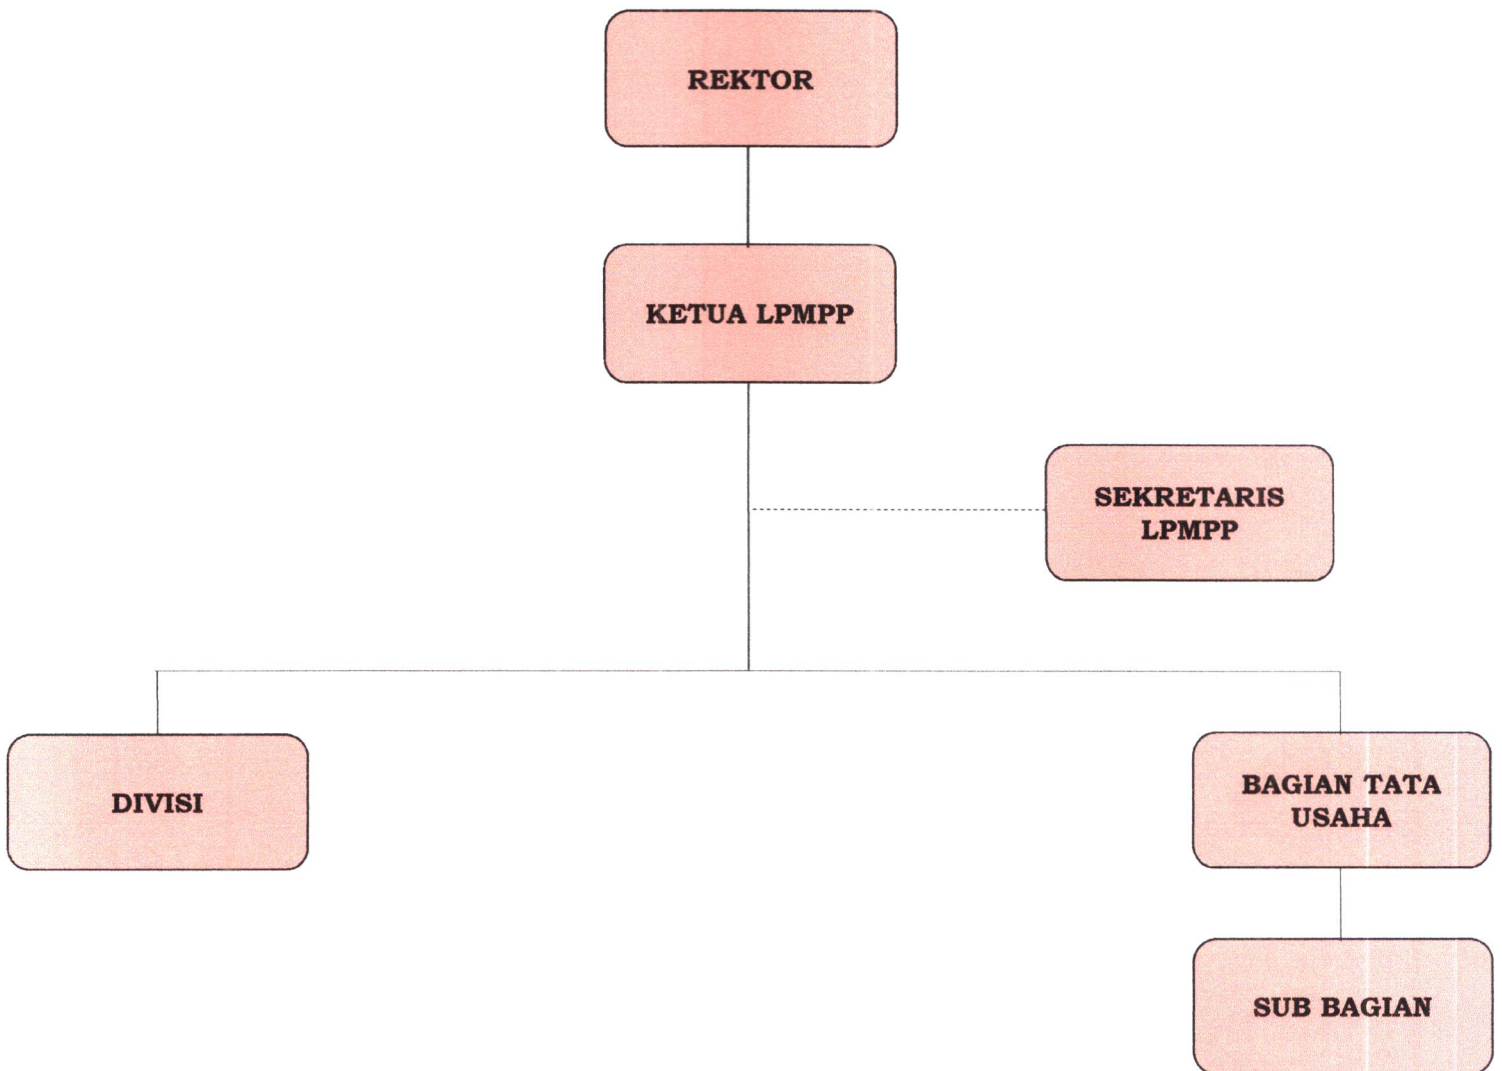 REKTOR
KETUA LPMPP
SEKRETARIS
LPMPP
DIVISI
BAGIAN TATA
USAHA
SUB BAGIAN